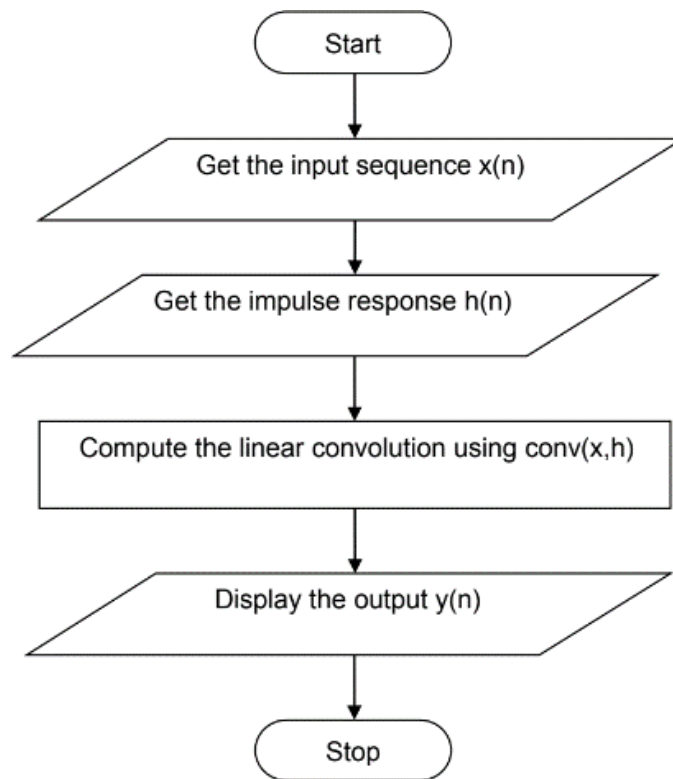 Start
Get the input sequence x(n)
Get the impulse response h(n)
Compute the linear convolution using conv(x,h)
Display the output y(n)
Stop